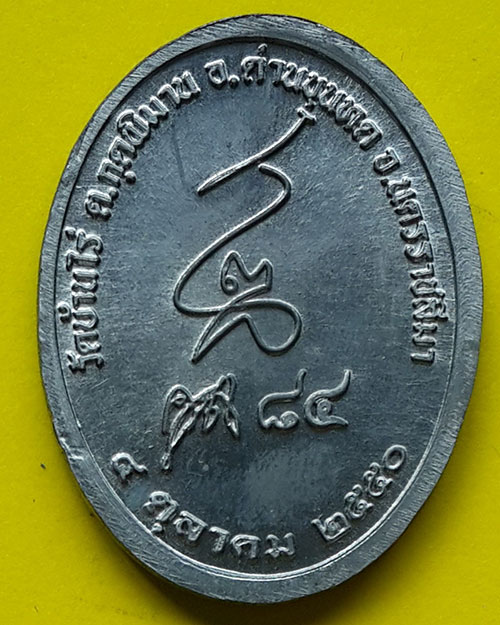 วัดบ้านไร่ ต.กุดพิมาน อ.ด่านขุนทด จ.นครราชสีมา
๘๔
๔ ตุลาคม ๒๕๕๐